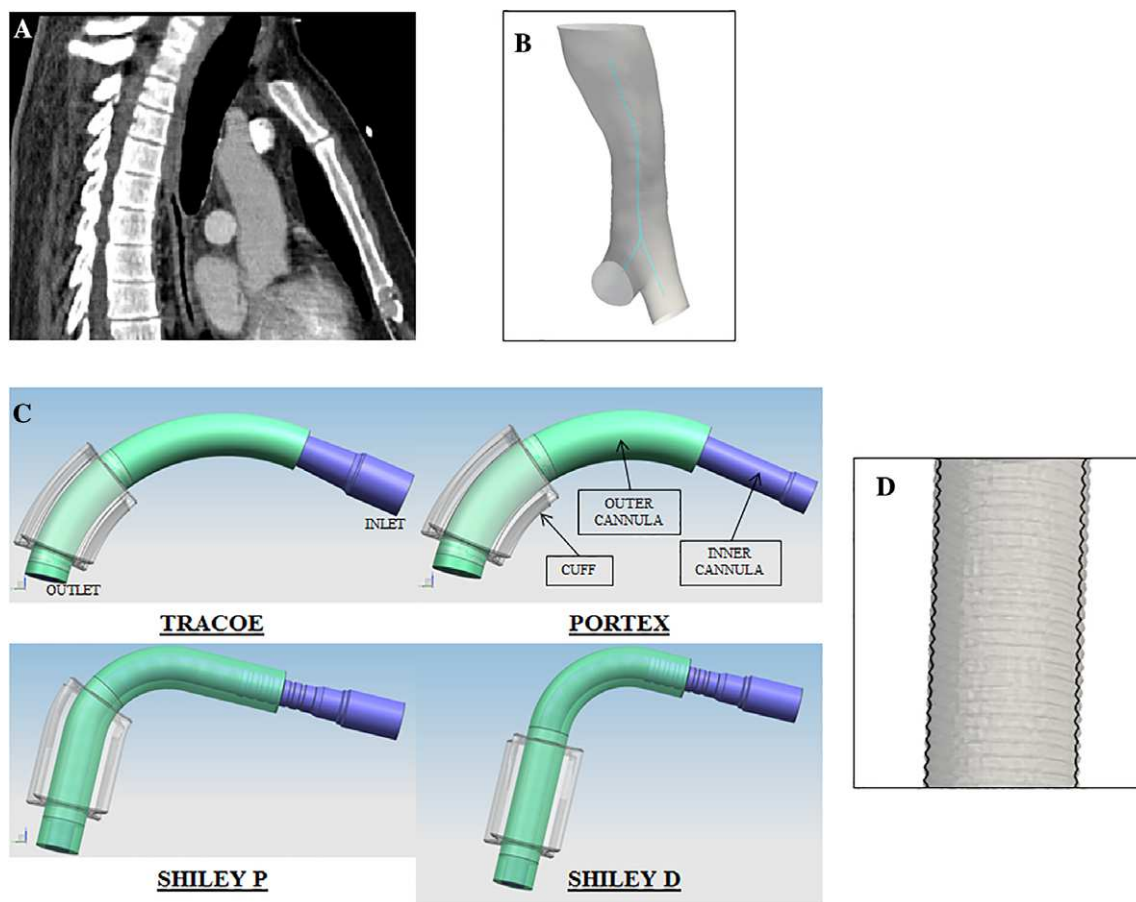 A
B
C
INLET
OUTLET
TRACOE
OUTER
CANNULA
INNER
CANNULA
CUFF
PORTEX
D
SHILEY P
SHILEY D